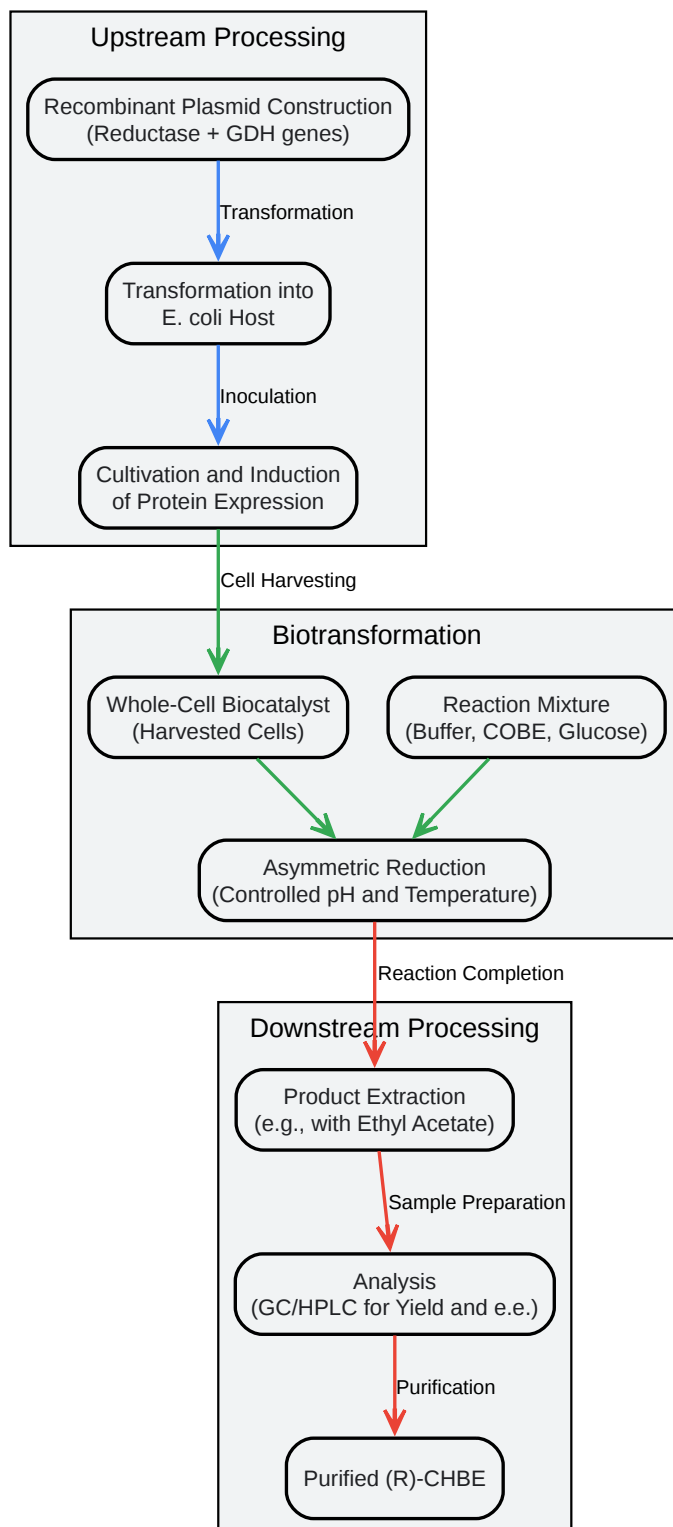 Upstream Processing
Recombinant Plasmid Construction
(Reductase + GDH genes)
Transformation
Transformation into
E. coli Host
Inoculation
Cultivation and Induction
of Protein Expression
Cell Harvesting
Biotransformation
Whole-Cell Biocatalyst
(Harvested Cells)
Reaction Mixture
(Buffer, COBE, Glucose)
Asymmetric Reduction
(Controlled pH and Temperature)
Reaction Completion
Downstream Processing
Product Extraction
(e.g., with Ethyl Acetate)
Sample Preparation
Analysis
(GC/HPLC for Yield and e.e.)
Purification
Purified (R)-CHBE